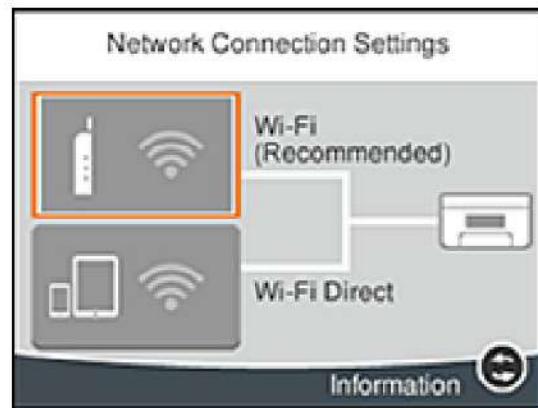 Network Connection Settings
Wi-Fi
(Recommended)
Wi-Fi Direct
Information